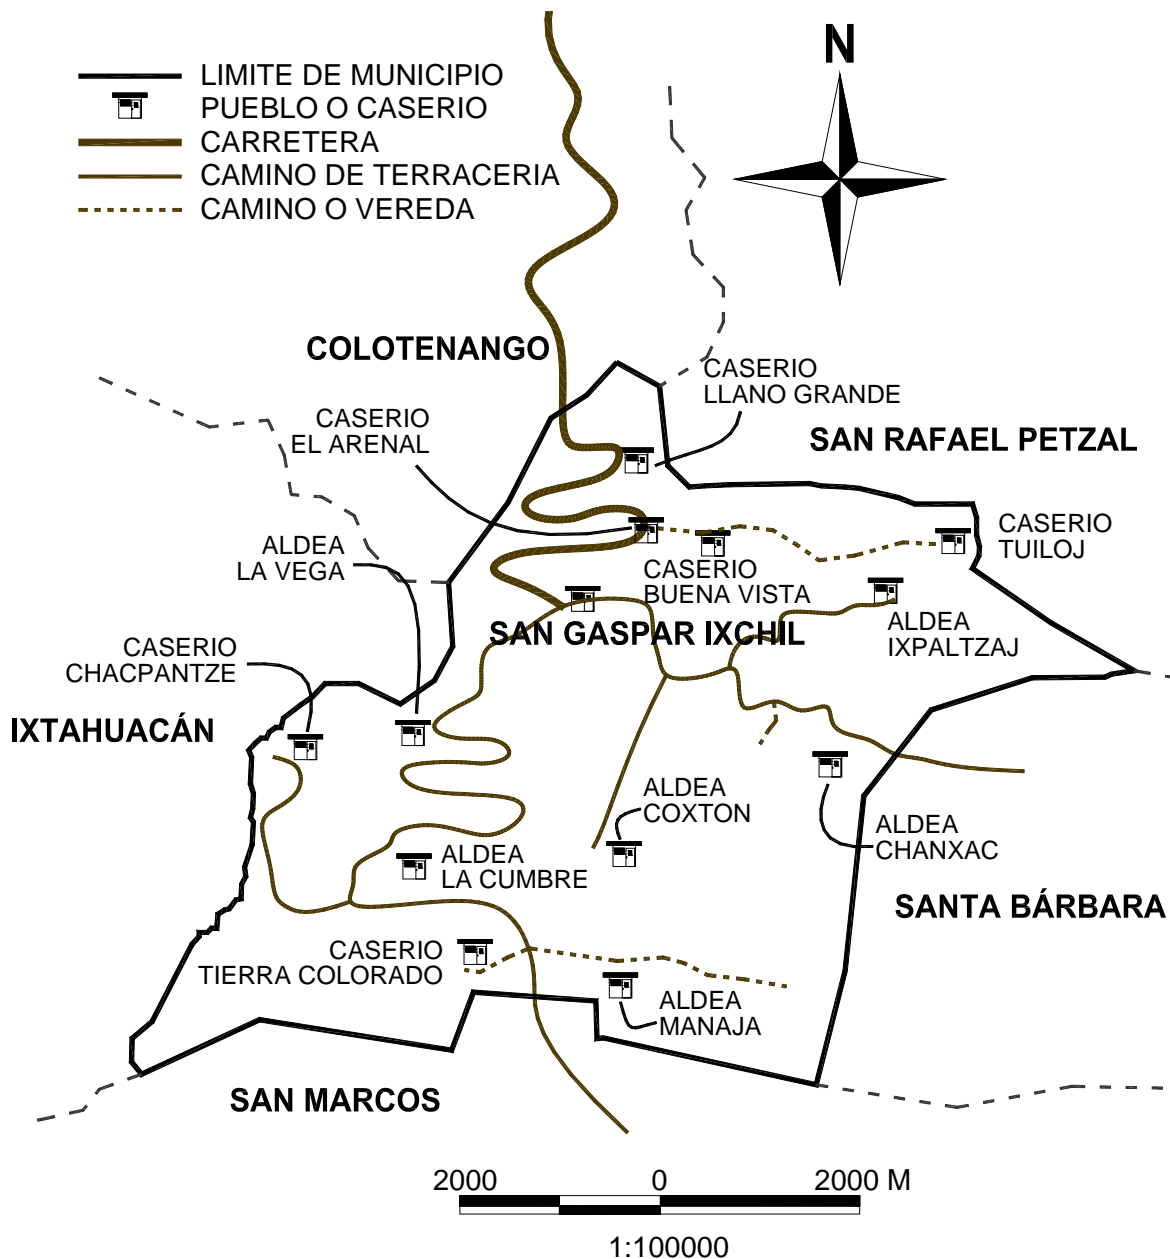 N
LIMITE DE MUNICIPIO
PUEBLO O CASERIO
CARRETERA
CAMINO DE TERRACERIA
CAMINO O VEREDA
COLOTENANGO
CASERIO
LLANO GRANDE
CASERIO
EL ARENAL
SAN RAFAEL PETZAL
CASERIO
TUILOJ
ALDEA
LA VEGA
CASERIO
BUENA VISTA
SAN GASPAR IXCHIL
ALDEA
IXPALTZAJ
CASERIO
CHACPANTZE
IXTAHUACÁN
ALDEA
COXTON
ALDEA
CHANXAC
ALDEA
LA CUMBRE
SANTA BÁRBARA
CASERIO
TIERRA COLORADO
ALDEA
MANAJA
SAN MARCOS
2000 0 2000 M
1:100000